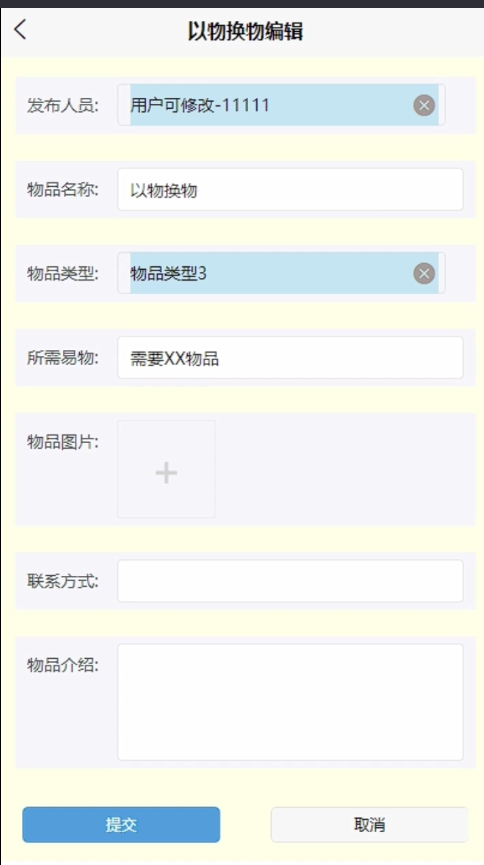 以物换物编辑
发布人员: 用户可修改-11111
物品名称: 以物换物
物品类型: 物品类型3
所需易物: 需要XX物品
物品图片:
联系方式:
物品介绍:
提交 取消